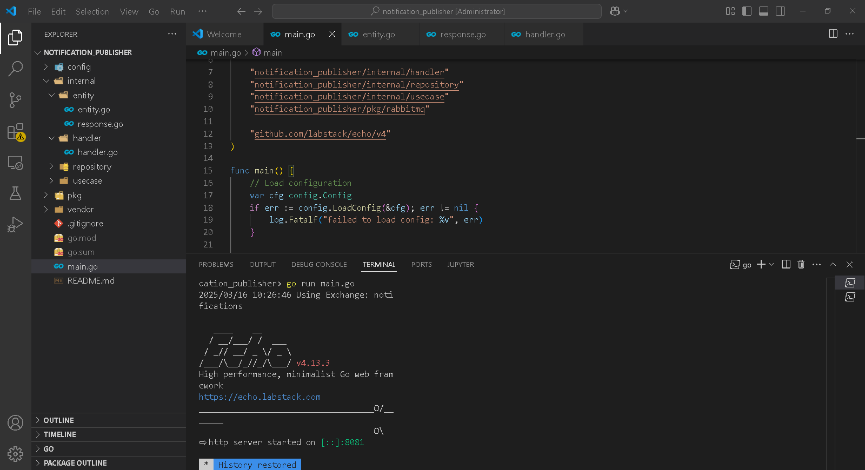 File Edit Selection View Go Run ...
notification_publisher [Administrator]
EXPLORER ...
NOTIFICATION_PUBLISHER
config
internal
entity
entity.go
response.go
handler
handler.go
repository
usecase
pkg
vendor
.gitignore
go.mod
go.sum
main.go
README.md
OUTLINE
TIMELINE
GO
PACKAGE OUTLINE
Welcome main.go entity.go response.go handler.go
main.go > main
7 "notification_publisher/internal/handler"
8 "notification_publisher/internal/repository"
9 "notification_publisher/internal/usecase"
10 "notification_publisher/pkg/rabbitmq"
11
12 "github.com/labstack/echo/v4"
13 )
14
15 func main() {
16 // Load configuration
17 var cfg config.Config
18 if err := config.LoadConfig(&cfg); err != nil {
19 log.Fatalf("failed to load config: %v", err)
20 }
21
PROBLEMS OUTPUT DEBUG CONSOLE TERMINAL PORTS JUPYTER
go
cation_publisher> go run main.go
2025/03/16 10:26:46 Using Exchange: noti
fications
v4.13.3
High performance, minimalist Go web fram
ework
https://echo.labstack.com
____________________________________O/__
_____
O\
⇨ http server started on [::]:8081
* History restored